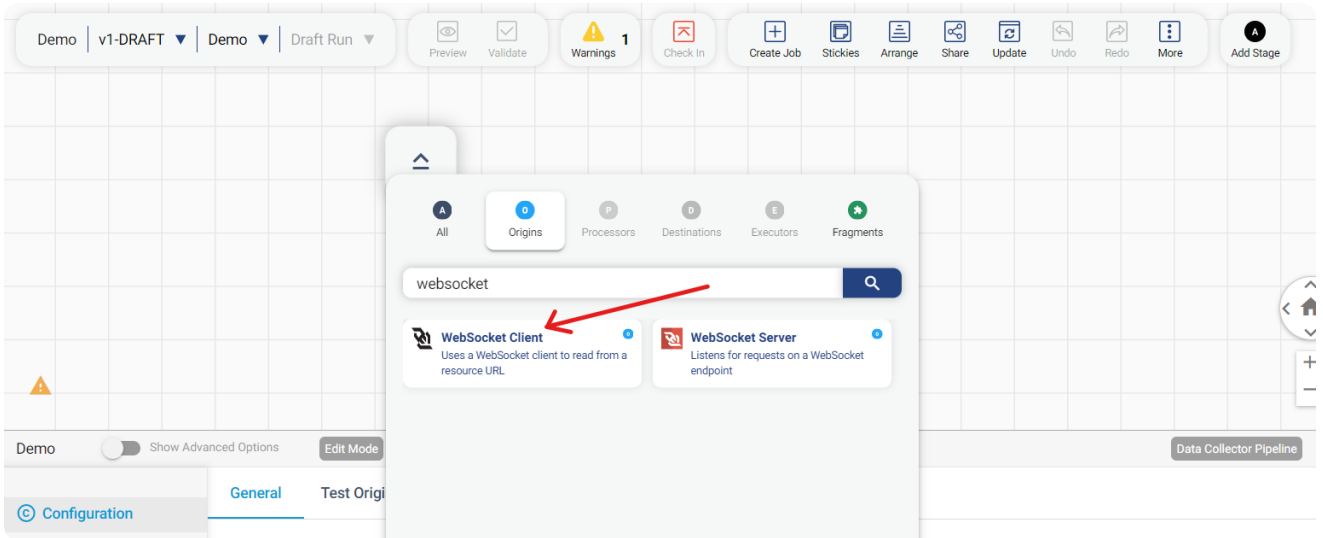 Demo v1-DRAFT ▼ Demo ▼ Draft Run ▼
Preview Validate Warnings 1 Check In Create Job Stickies Arrange Share Update Undo Redo More A Add Stage
A O P D E
All Origins Processors Destinations Executors Fragments
websocket
WebSocket Client O
Uses a WebSocket client to read from a
resource URL
WebSocket Server O
Listens for requests on a WebSocket
endpoint
Demo Show Advanced Options Edit Mode Data Collector Pipeline
C Configuration
General Test Origi